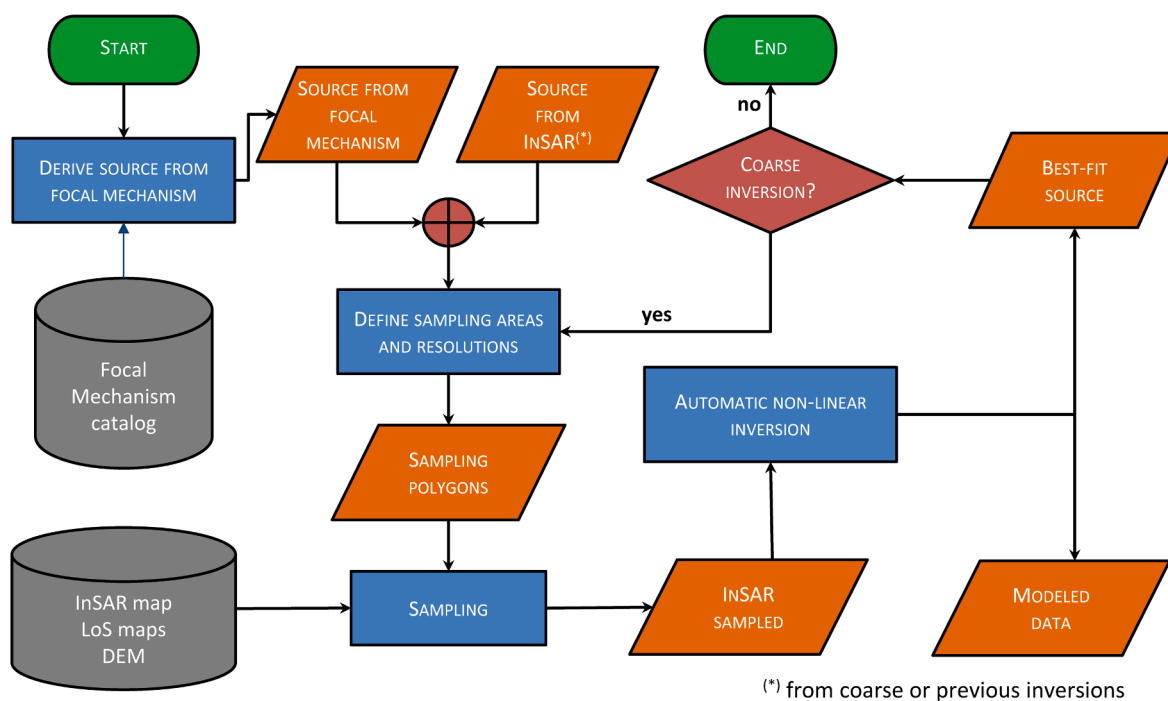 START
END
SOURCE FROM
FOCAL
MECHANISM
SOURCE
FROM
INSAR(*)
no
DERIVE SOURCE FROM
FOCAL MECHANISM
COARSE
INVERSION?
BEST-FIT
SOURCE
DEFINE SAMPLING AREAS
AND RESOLUTIONS
yes
Focal
Mechanism
catalog
AUTOMATIC NON-LINEAR
INVERSION
SAMPLING
POLYGONS
InSAR map
LoS maps
DEM
SAMPLING
INSAR
SAMPLED
MODELED
DATA
(*) from coarse or previous inversions